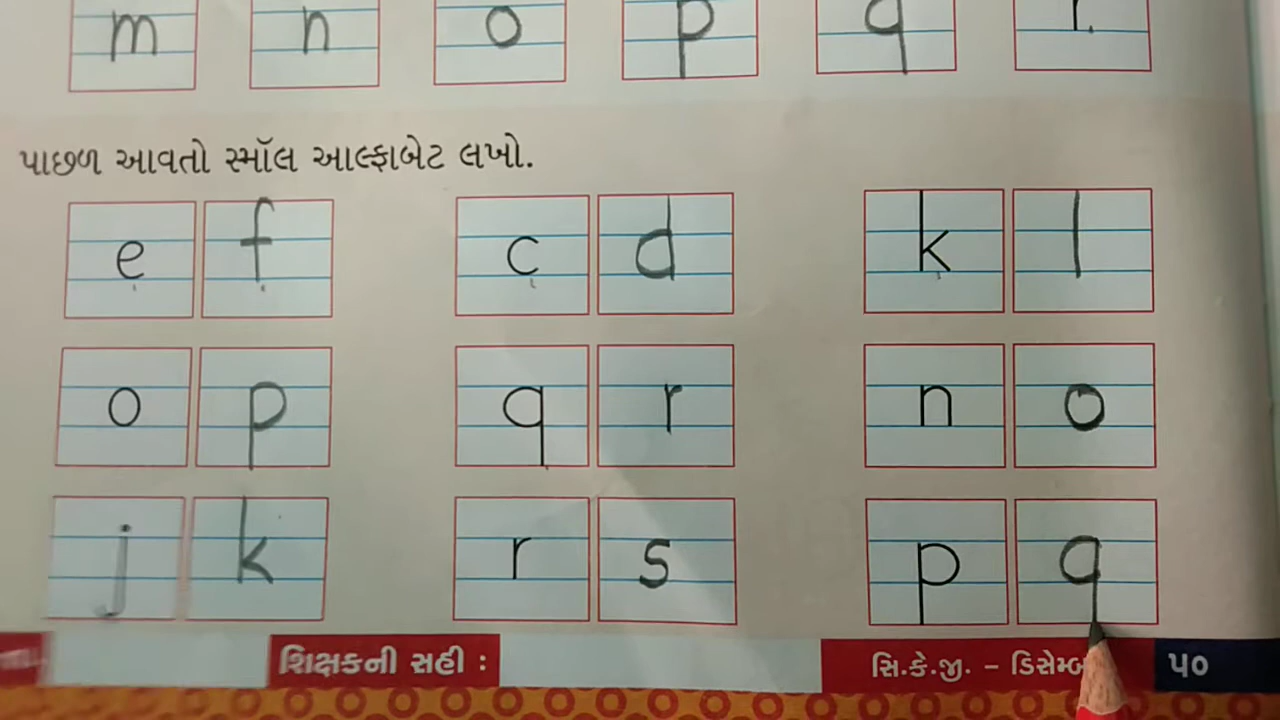 m n o p q r
પાછળ આવતો સ્મૉલ આલ્ફાબેટ લખો.
e f c d k l
o p q r n o
j k r s p q
શિક્ષકની સહી : સિ.કે.જી. - ડિસેમ્બ ૫૦